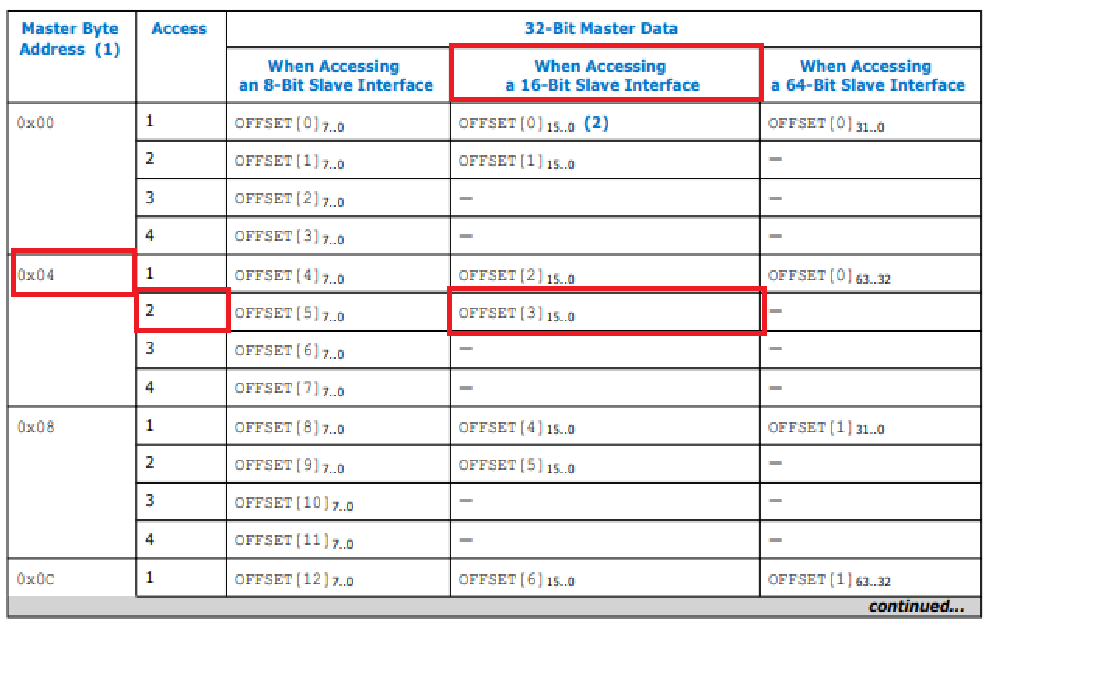 Master Byte Address (1) Access 32-Bit Master Data
When Accessing an 8-Bit Slave Interface When Accessing a 16-Bit Slave Interface When Accessing a 64-Bit Slave Interface
0x00 1 OFFSET[0]7..0 OFFSET[0]15..0 (2) OFFSET[0]31..0
2 OFFSET[1]7..0 OFFSET[1]15..0 —
3 OFFSET[2]7..0 — —
4 OFFSET[3]7..0 — —
0x04 1 OFFSET[4]7..0 OFFSET[2]15..0 OFFSET[0]63..32
2 OFFSET[5]7..0 OFFSET[3]15..0 —
3 OFFSET[6]7..0 — —
4 OFFSET[7]7..0 — —
0x08 1 OFFSET[8]7..0 OFFSET[4]15..0 OFFSET[1]31..0
2 OFFSET[9]7..0 OFFSET[5]15..0 —
3 OFFSET[10]7..0 — —
4 OFFSET[11]7..0 — —
0x0C 1 OFFSET[12]7..0 OFFSET[6]15..0 OFFSET[1]63..32
continued...